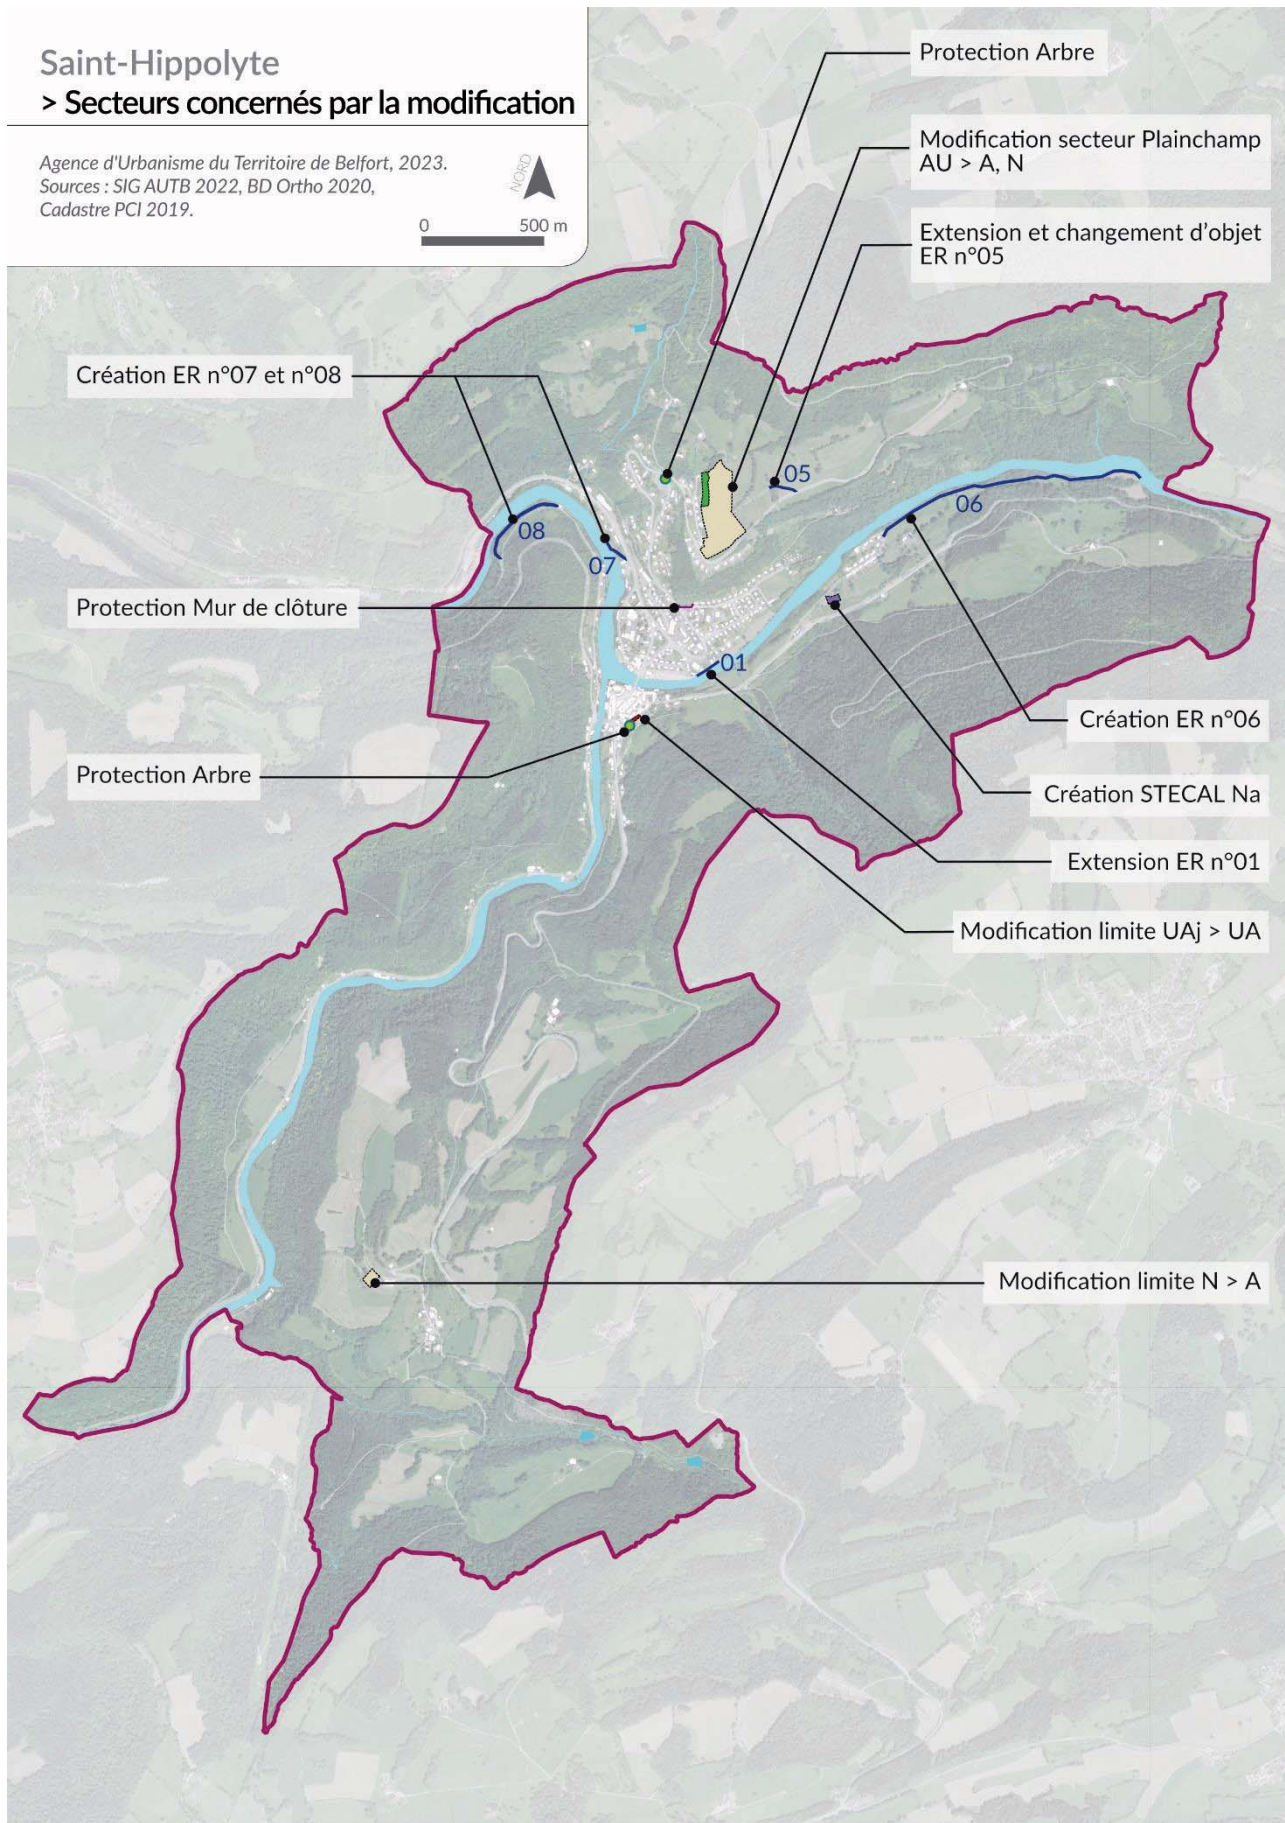 Saint-Hippolyte
> Secteurs concernés par la modification
Agence d'Urbanisme du Territoire de Belfort, 2023.
Sources : SIG AUTB 2022, BD Ortho 2020,
Cadastre PCI 2019.
NORD
0 500 m
Protection Arbre
Modification secteur Plainchamp
AU > A, N
Extension et changement d'objet
ER n°05
Création ER n°07 et n°08
05
06
08
07
Protection Mur de clôture
01
Création ER n°06
Protection Arbre
Création STECAL Na
Extension ER n°01
Modification limite UAj > UA
Modification limite N > A